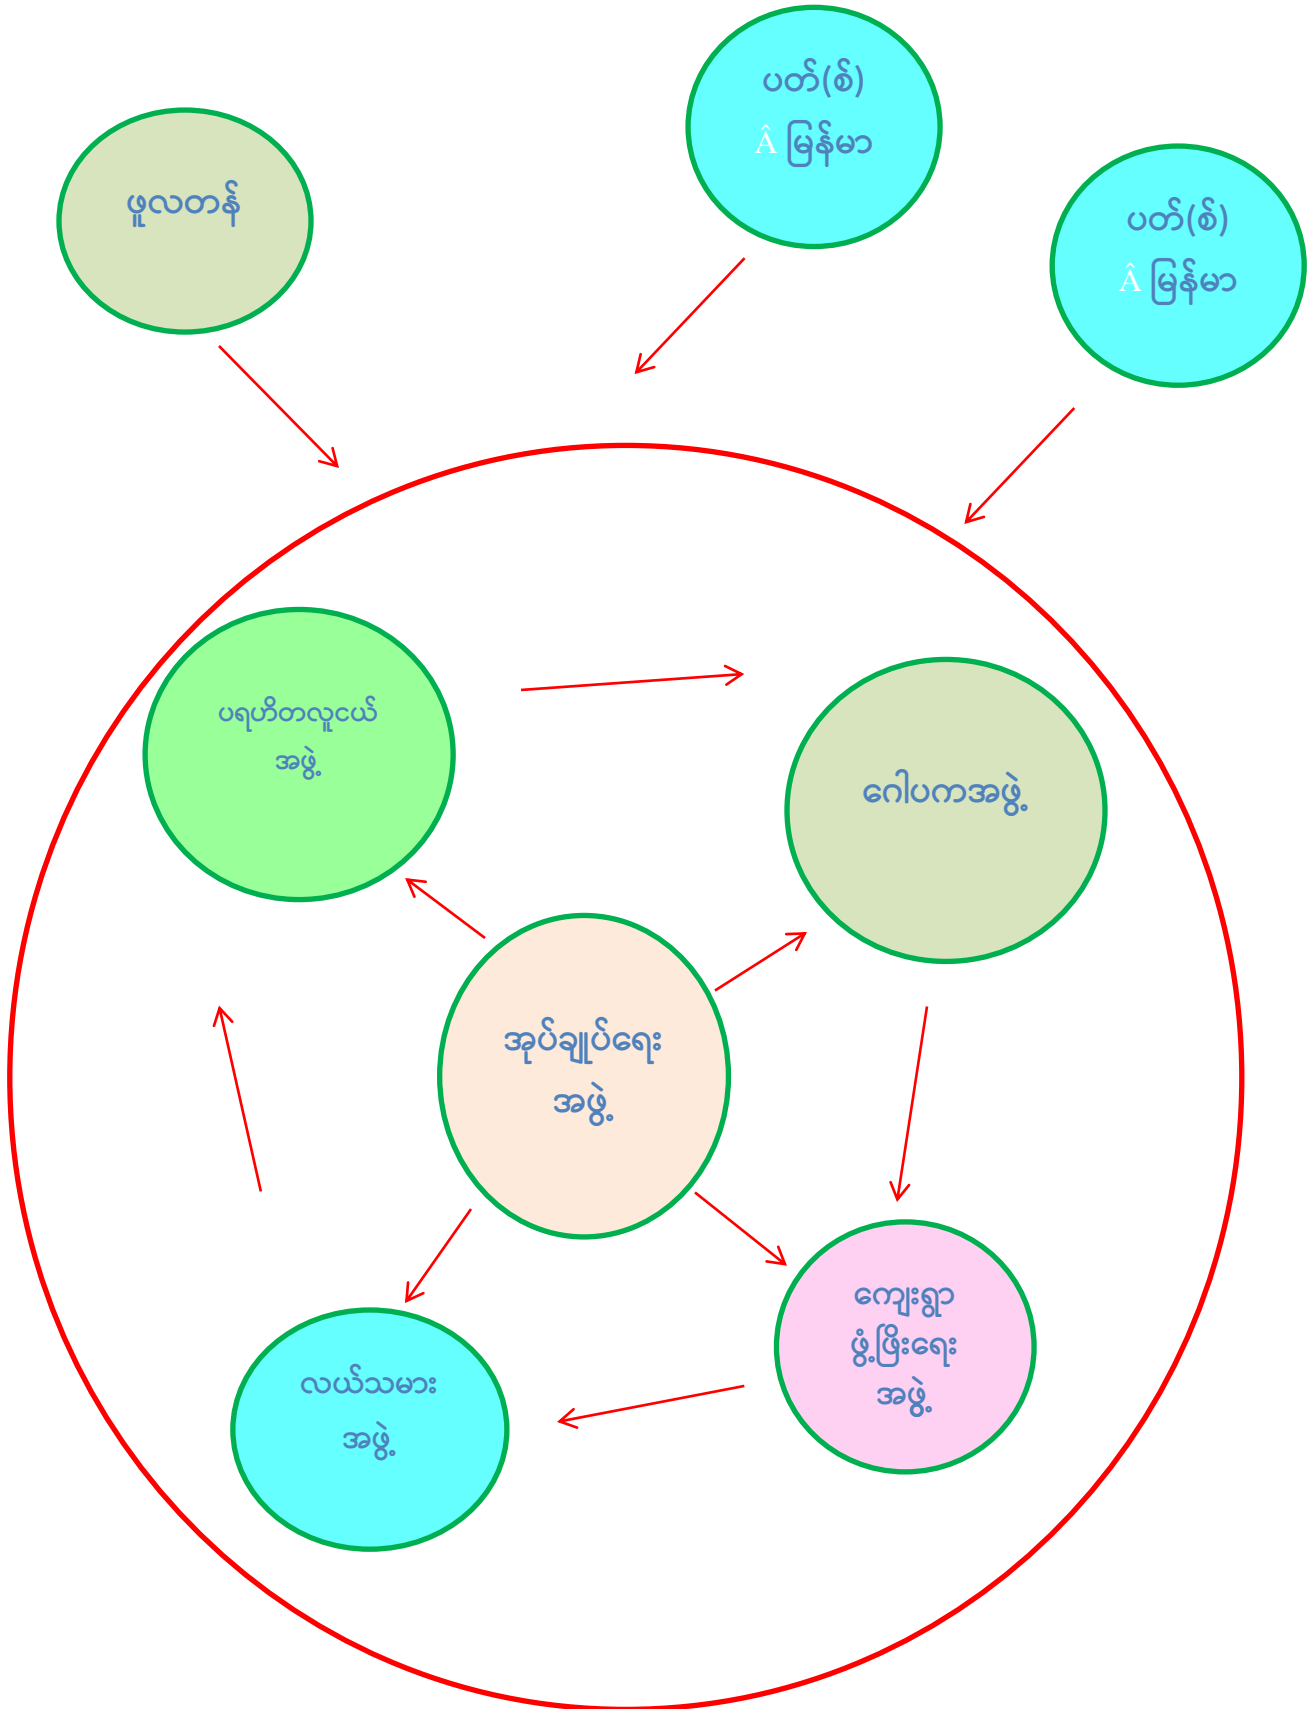 ပတ်(စ်)
Â မြန်မာ
ဖူလတန်
ပတ်(စ်)
Â မြန်မာ
ပရဟိတလူငယ်
အဖွဲ့
ဂေါပကအဖွဲ့
အုပ်ချုပ်ရေး
အဖွဲ့
ကျေးရွာ
ဖွံ့ဖြိုးရေး
အဖွဲ့
လယ်သမား
အဖွဲ့